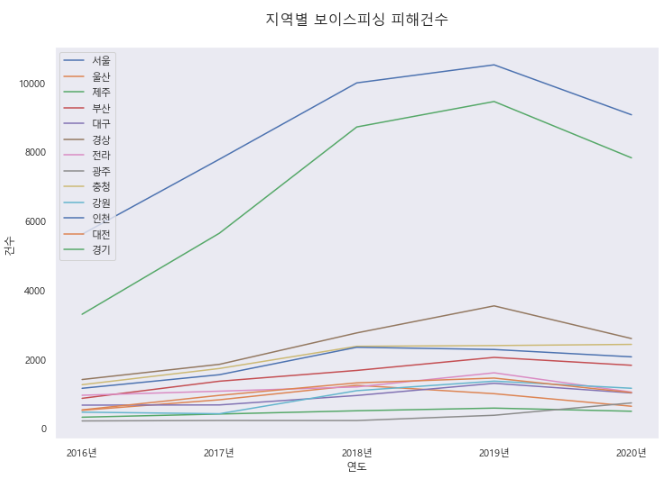 지역별 보이스피싱 피해건수
건수
10000
8000
6000
4000
2000
0
서울
울산
제주
부산
대구
경상
전라
광주
충청
강원
인천
대전
경기
2016년 2017년 2018년 2019년 2020년
연도